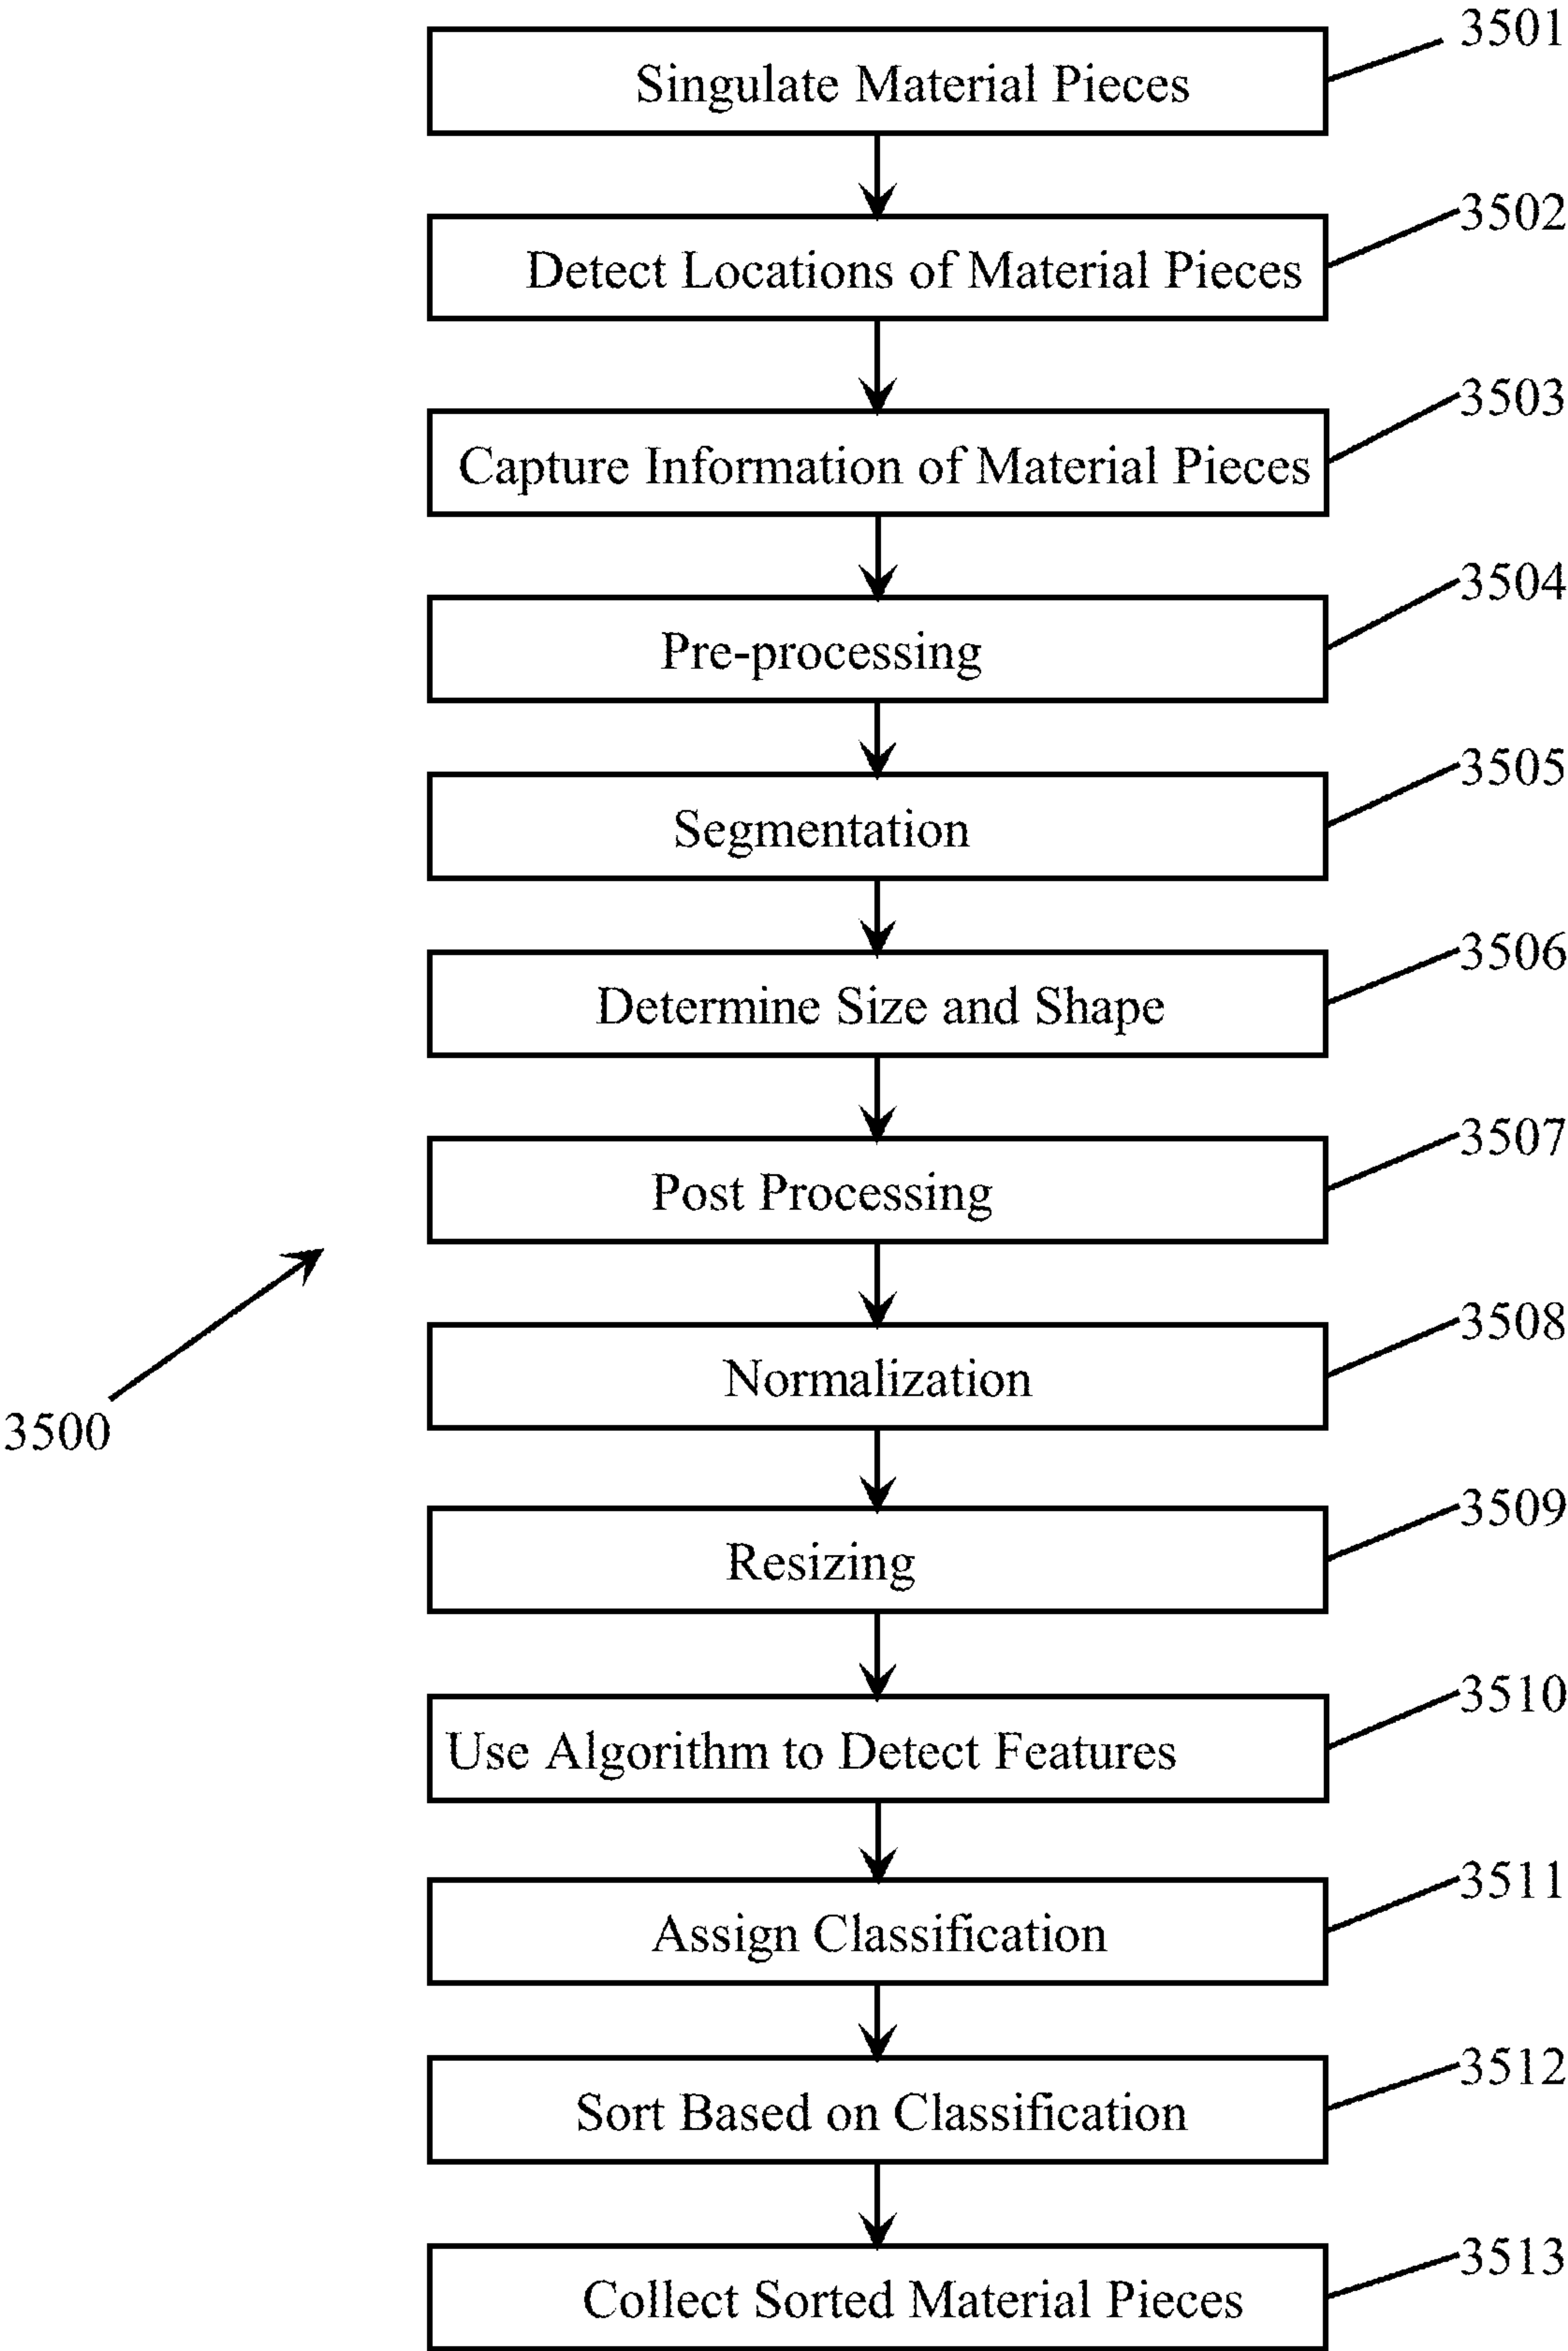 3501
Singulate Material Pieces
3502
Detect Locations of Material Pieces
3503
Capture Information of Material Pieces
3504
Pre-processing
3505
Segmentation
3506
Determine Size and Shape
3507
Post Processing
3508
Normalization
3500
3509
Resizing
3510
Use Algorithm to Detect Features
3511
Assign Classification
3512
Sort Based on Classification
3513
Collect Sorted Material Pieces